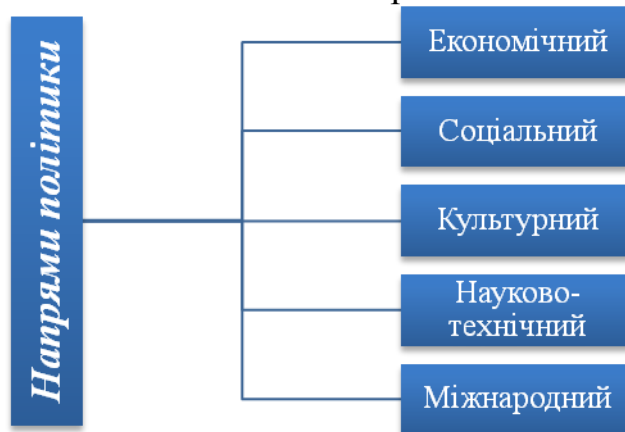 Напрями політики
Економічний
Соціальний
Культурний
Науково-
технічний
Міжнародний